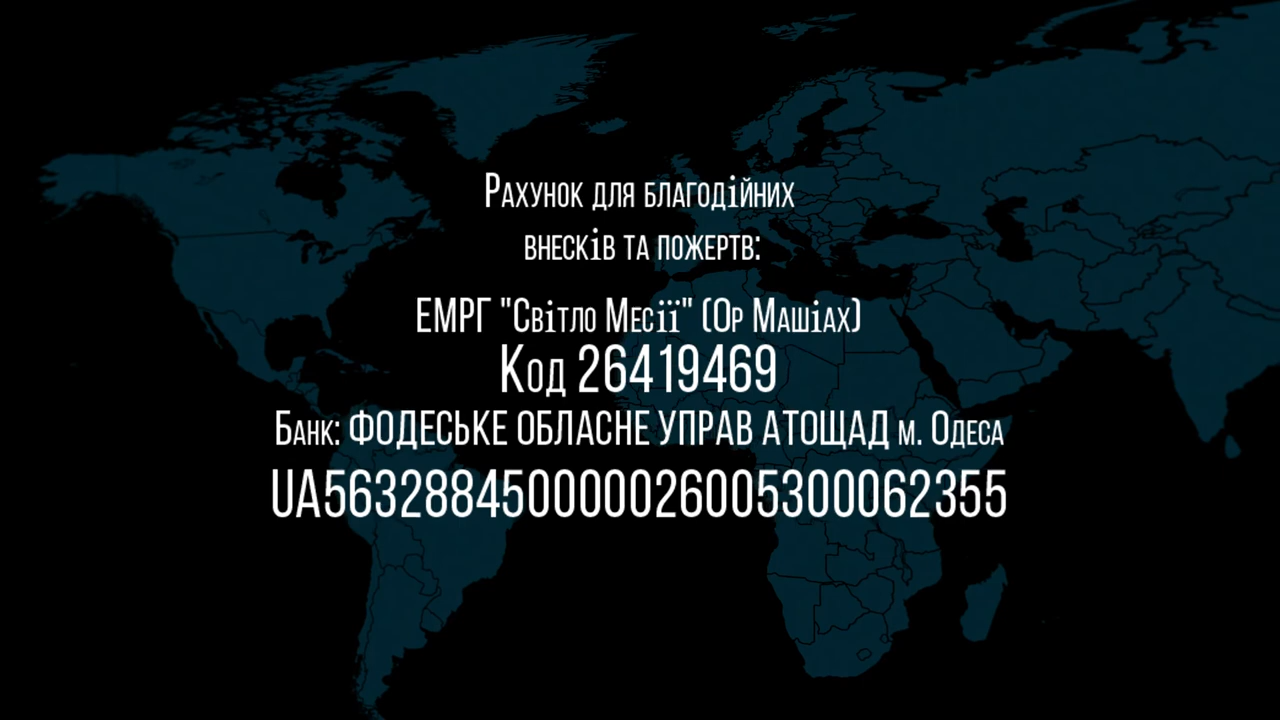 Рахунок для благодійних
внесків та пожертв:
ЕМРГ "Світло Месії" (Ор Машіах)
Код 26419469
Банк: ФОДЕСЬКЕ ОБЛАСНЕ УПРАВ АТОЩАД м. Одеса
UA563288450000026005300062355